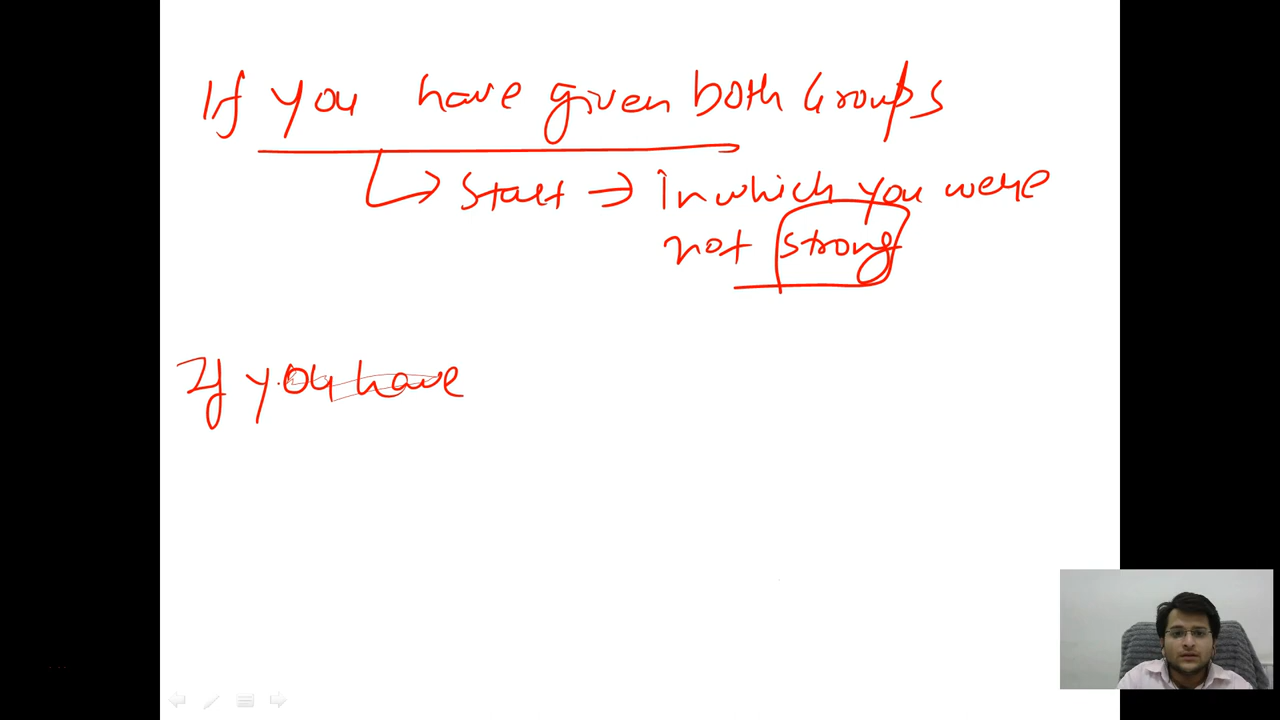 If you have given both Groups
↳ Start → In which you were
not strong
If you have